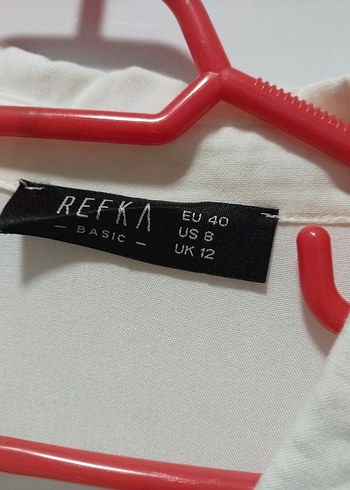 REFKA
— BASIC —
EU 40
US 8
UK 12